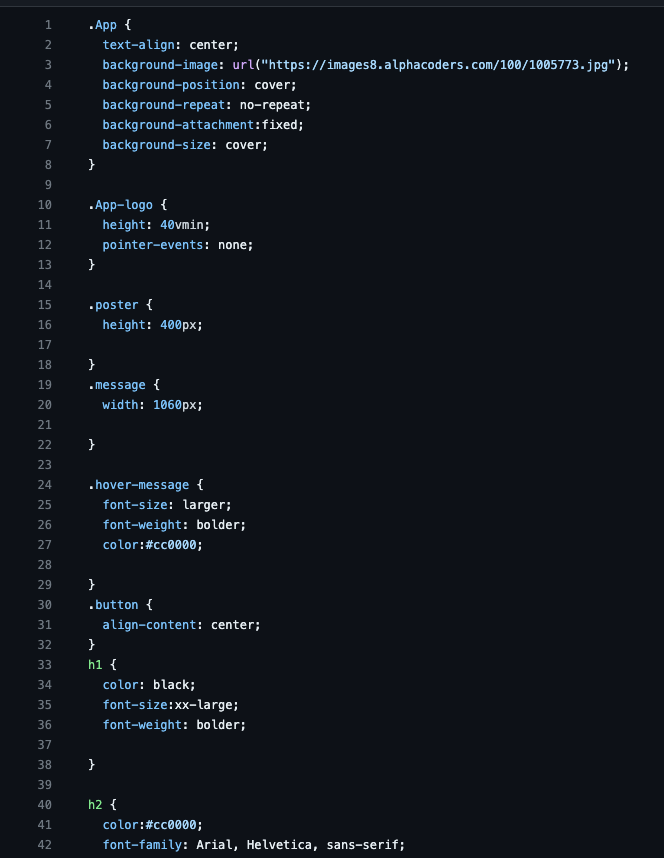 1 .App {
2 text-align: center;
3 background-image: url("https://images8.alphacoders.com/100/1005773.jpg");
4 background-position: cover;
5 background-repeat: no-repeat;
6 background-attachment:fixed;
7 background-size: cover;
8 }
9
10 .App-logo {
11 height: 40vmin;
12 pointer-events: none;
13 }
14
15 .poster {
16 height: 400px;
17
18 }
19 .message {
20 width: 1060px;
21
22 }
23
24 .hover-message {
25 font-size: larger;
26 font-weight: bolder;
27 color:#cc0000;
28
29 }
30 .button {
31 align-content: center;
32 }
33 h1 {
34 color: black;
35 font-size:xx-large;
36 font-weight: bolder;
37
38 }
39
40 h2 {
41 color:#cc0000;
42 font-family: Arial, Helvetica, sans-serif;